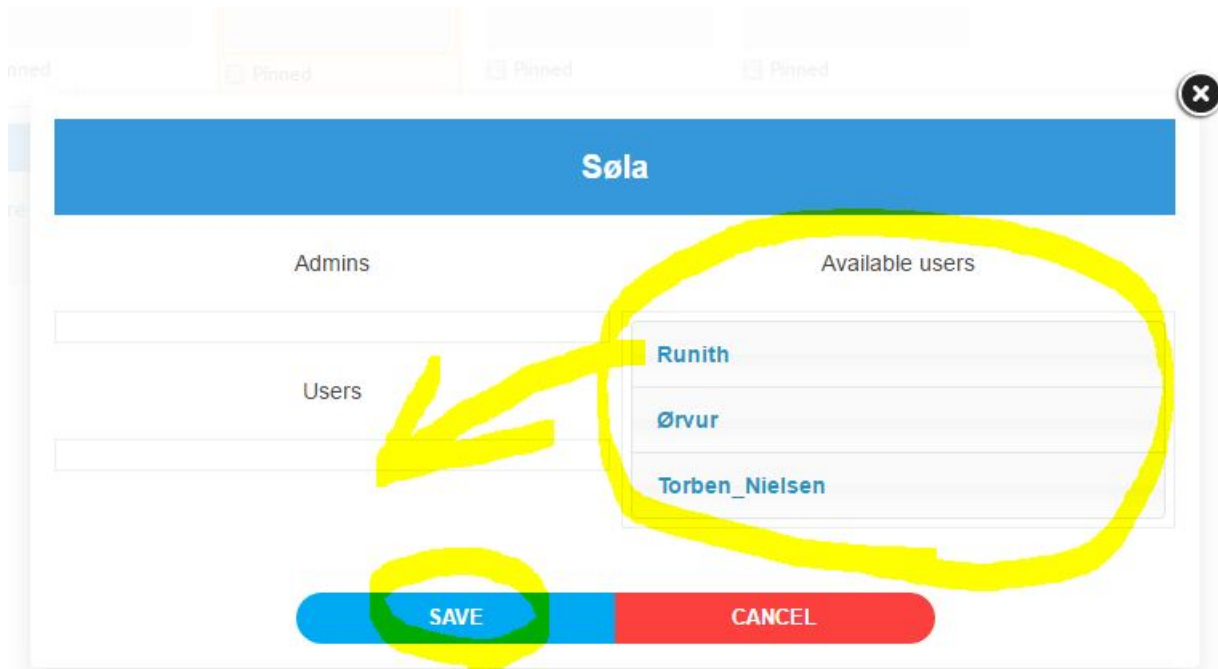 Pinned Pinned Pinned
Søla
Admins
Available users
Runith
Users
Ørvur
Torben_Nielsen
SAVE
CANCEL